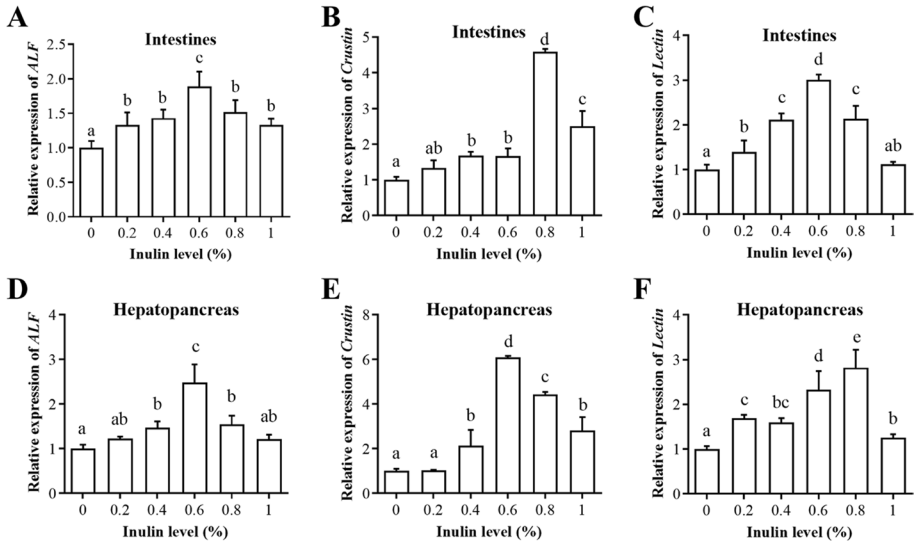 A
Intestines
Relative expression of ALF
2.5
2.0
1.5
1.0
0.5
0.0
a
b
b
c
b
b
0 0.2 0.4 0.6 0.8 1
Inulin level (%)
B
Intestines
Relative expression of Crustin
5
4
3
2
1
0
a
ab
b
b
d
c
0 0.2 0.4 0.6 0.8 1
Inulin level (%)
C
Intestines
Relative expression of Lectin
4
3
2
1
0
a
b
c
d
c
ab
0 0.2 0.4 0.6 0.8 1
Inulin level (%)
D
Hepatopancreas
Relative expression of ALF
4
3
2
1
0
a
ab
b
c
b
ab
0 0.2 0.4 0.6 0.8 1
Inulin level (%)
E
Hepatopancreas
Relative expression of Crustin
8
6
4
2
0
a
a
b
d
c
b
0 0.2 0.4 0.6 0.8 1
Inulin level (%)
F
Hepatopancreas
Relative expression of Lectin
4
3
2
1
0
a
c
bc
d
e
b
0 0.2 0.4 0.6 0.8 1
Inulin level (%)